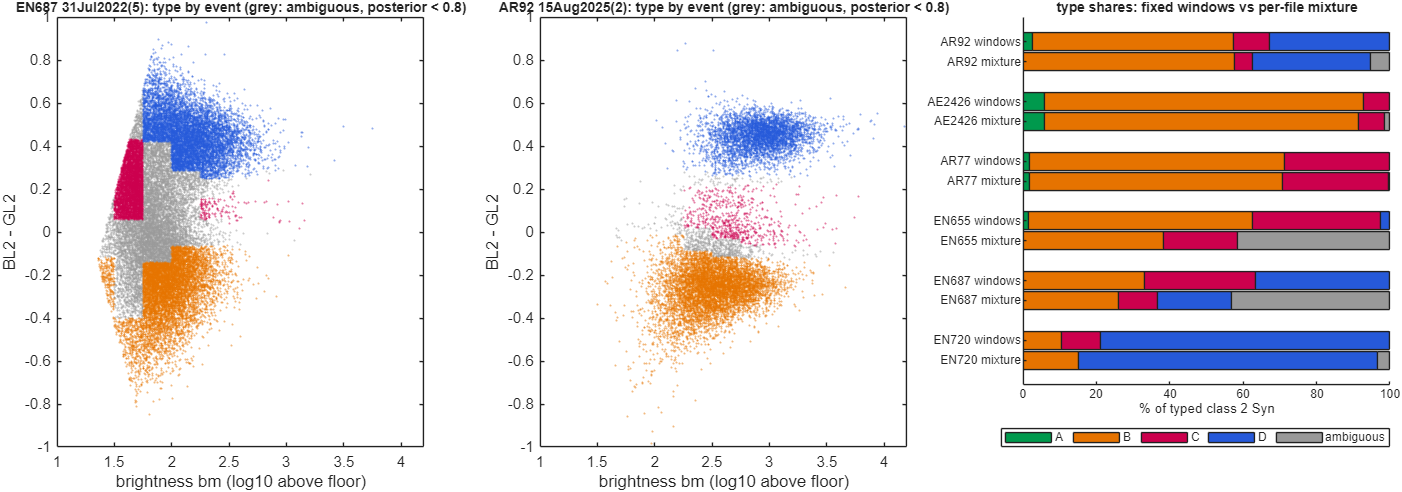 EN687 31Jul2022(5): type by event (grey: ambiguous, posterior < 0.8)
1
0.8
0.6
0.4
0.2
0
-0.2
-0.4
-0.6
-0.8
-1
1
1.5
2
2.5
3
3.5
4
BL2 - GL2
brightness bm (log10 above floor)
AR92 15Aug2025(2): type by event (grey: ambiguous, posterior < 0.8)
1
0.8
0.6
0.4
0.2
0
-0.2
-0.4
-0.6
-0.8
-1
1
1.5
2
2.5
3
3.5
4
BL2 - GL2
brightness bm (log10 above floor)
type shares: fixed windows vs per-file mixture
AR92 windows
AR92 mixture
AE2426 windows
AE2426 mixture
AR77 windows
AR77 mixture
EN655 windows
EN655 mixture
EN687 windows
EN687 mixture
EN720 windows
EN720 mixture
0
20
40
60
80
100
% of typed class 2 Syn
A
B
C
D
ambiguous